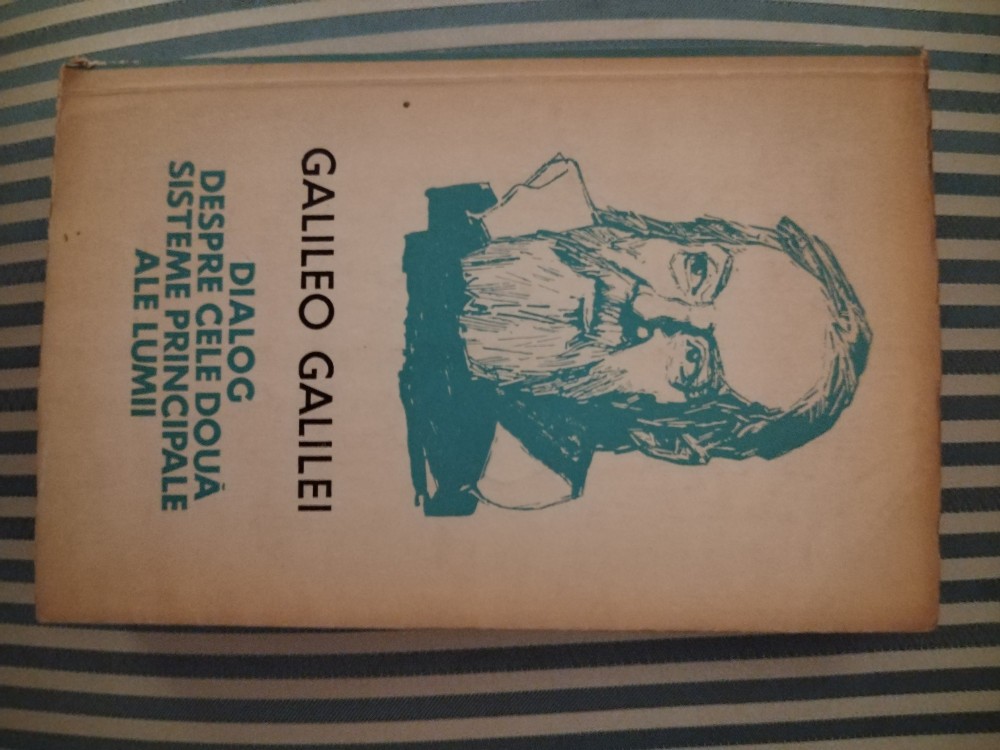 GALILEO GALILEI
DIALOG
DESPRE CELE DOUĂ
SISTEME PRINCIPALE
ALE LUMII